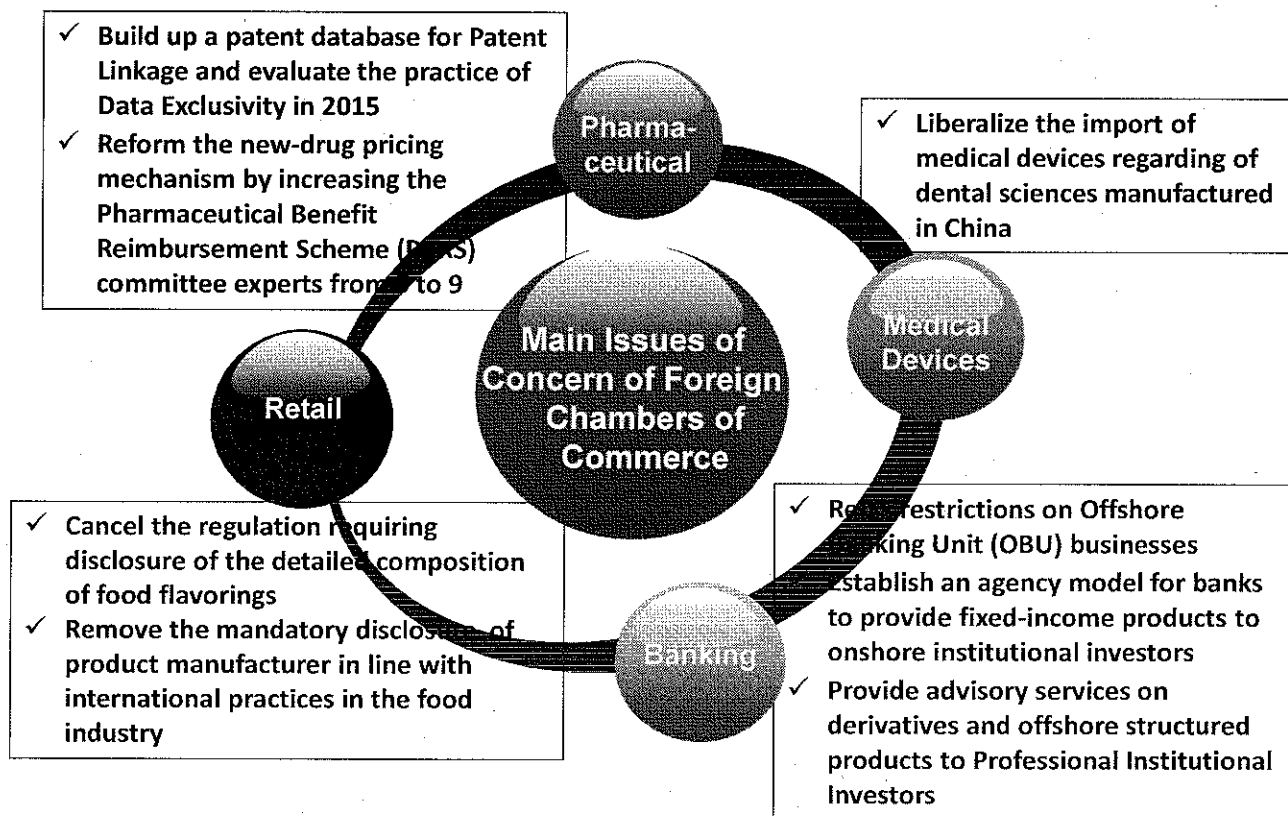 ✓ Build up a patent database for Patent
Linkage and evaluate the practice of
Data Exclusivity in 2015
✓ Reform the new-drug pricing
mechanism by increasing the
Pharmaceutical Benefit
Reimbursement Scheme
committee experts to 9
Pharma-
ceutical
✓ Liberalize the import of
medical devices regarding of
dental sciences manufactured
in China
Medical
Devices
Main Issues of
Concern of Foreign
Chambers of
Commerce
Retail
✓ Cancel the regulation requiring
disclosure of the detailed composition
of food flavorings
✓ Remove the mandatory disclosure of
product manufacturer in line with
international practices in the food
industry
Banking
✓ restrictions on Offshore
Unit (OBU) businesses
Establish an agency model for banks
to provide fixed-income products to
onshore institutional investors
✓ Provide advisory services on
derivatives and offshore structured
products to Professional Institutional
Investors